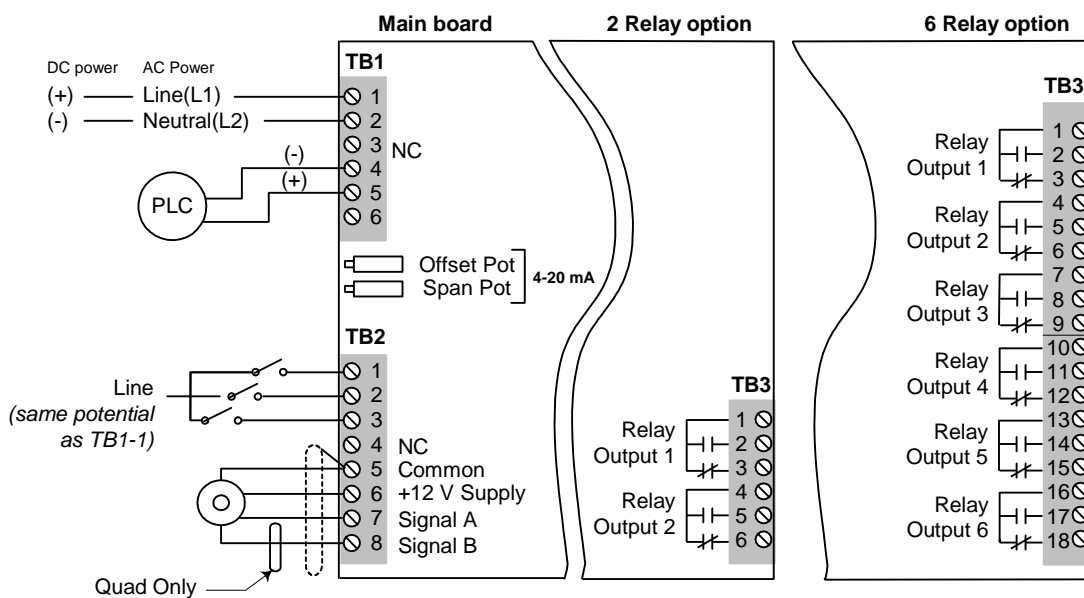 Main board
2 Relay option
6 Relay option
DC power AC Power
(+) Line(L1)
(-) Neutral(L2)
TB1
1
2
3
4
5
6
NC
(-)
(+)
PLC
Offset Pot
Span Pot
4-20 mA
TB2
1
2
3
4 NC
5 Common
6 +12 V Supply
7 Signal A
8 Signal B
Line
(same potential
as TB1-1)
Quad Only
TB3
1
2
3
4
5
6
Relay
Output 1
Relay
Output 2
TB3
1
2
3
4
5
6
7
8
9
10
11
12
13
14
15
16
17
18
Relay
Output 1
Relay
Output 2
Relay
Output 3
Relay
Output 4
Relay
Output 5
Relay
Output 6